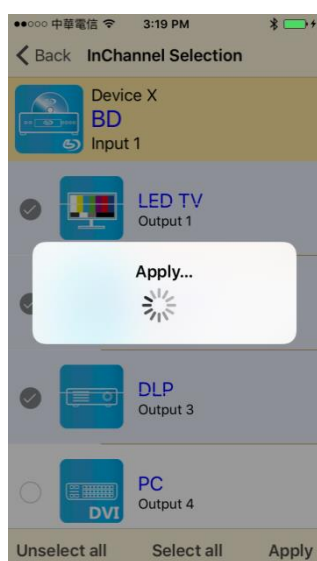 中華電信 3:19 PM
Back InChannel Selection
Device X
BD
Input 1
LED TV
Output 1
Apply...
DLP
Output 3
PC
Output 4
DVI
Unselect all Select all Apply